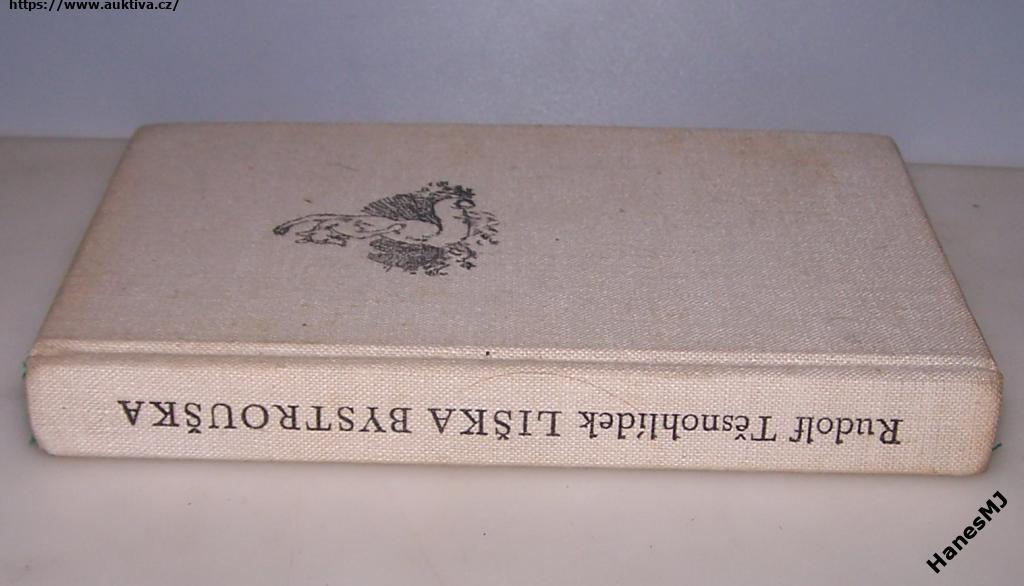 https://www.auktiva.cz/
Rudolf Těsnohlídek LIŠKA BYSTROUŠKA
HanesMJ